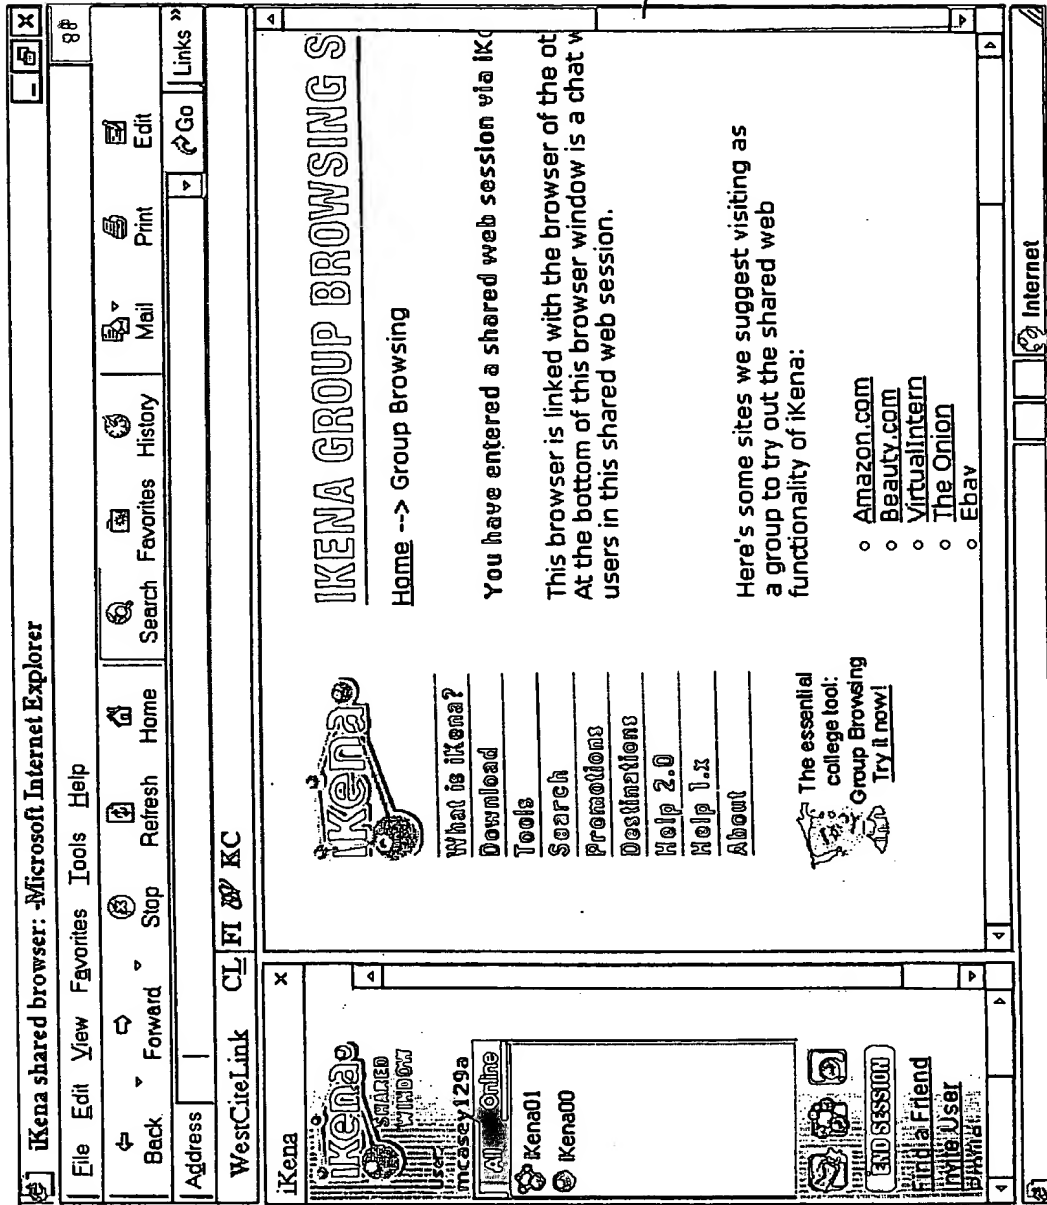 iKena shared browser: -Microsoft Internet Explorer
File Edit View Favorites Tools Help
Back Forward Stop Refresh Home Search Favorites History Mail Print Edit
Address Go Links »
WestCiteLink CL FI KC
iKena
iKena
SHARED
WINDOW
User:
mcasey129a
Online
iKena01
iKena00
END SESSION
Find a Friend
Invite User
iKena
What is iKena?
Download
Tools
Search
Promotions
Destinations
Help 2.0
Help 1.x
About
The essential
college tool:
Group Browsing
Try it now!
IKENA GROUP BROWSING S
Home --> Group Browsing
You have entered a shared web session via iK
This browser is linked with the browser of the ot
At the bottom of this browser window is a chat w
users in this shared web session.
Here's some sites we suggest visiting as
a group to try out the shared web
functionality of iKena:
Amazon.com
Beauty.com
VirtualIntern
The Onion
Ebay
Internet